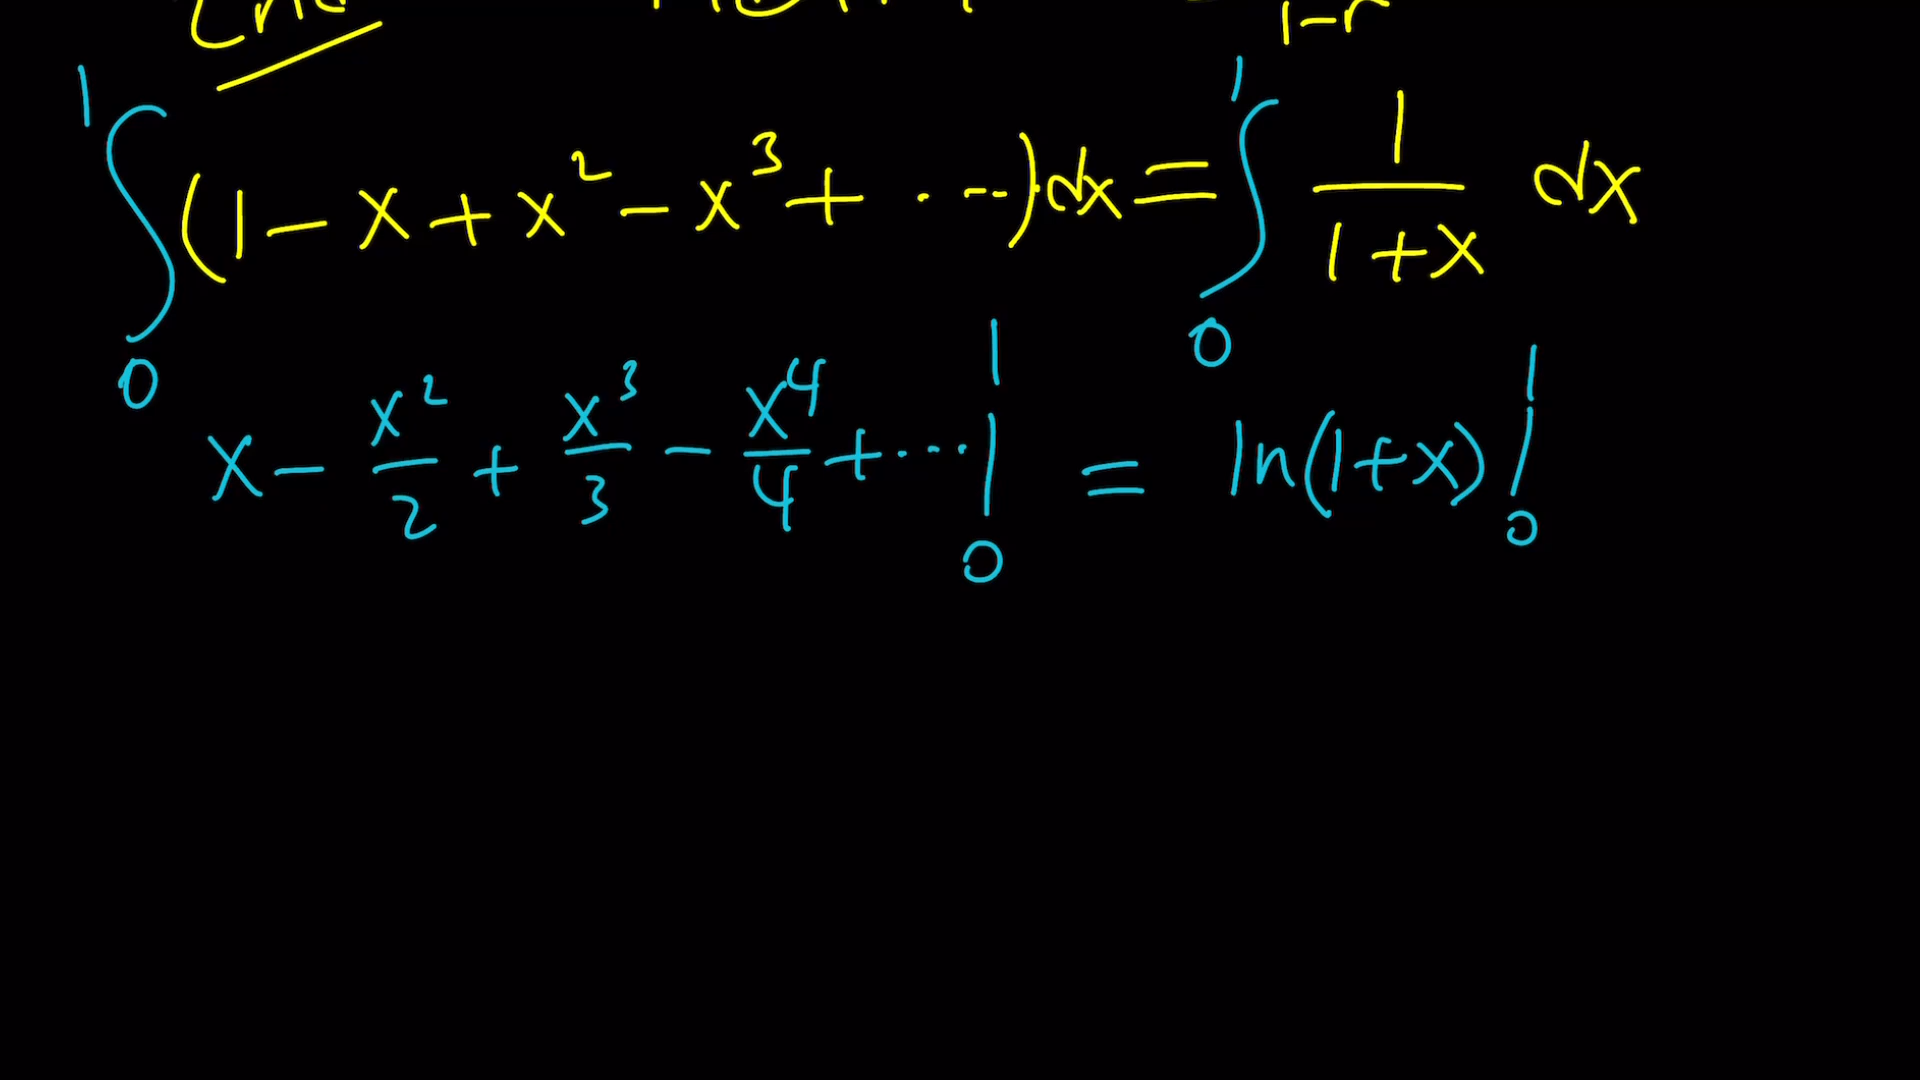 1-r
∫₀¹ (1 - x + x² - x³ + ...) dx = ∫₀¹ 1/(1+x) dx
x - x²/2 + x³/3 - x⁴/4 + ... |₀¹ = ln(1+x) |₀¹